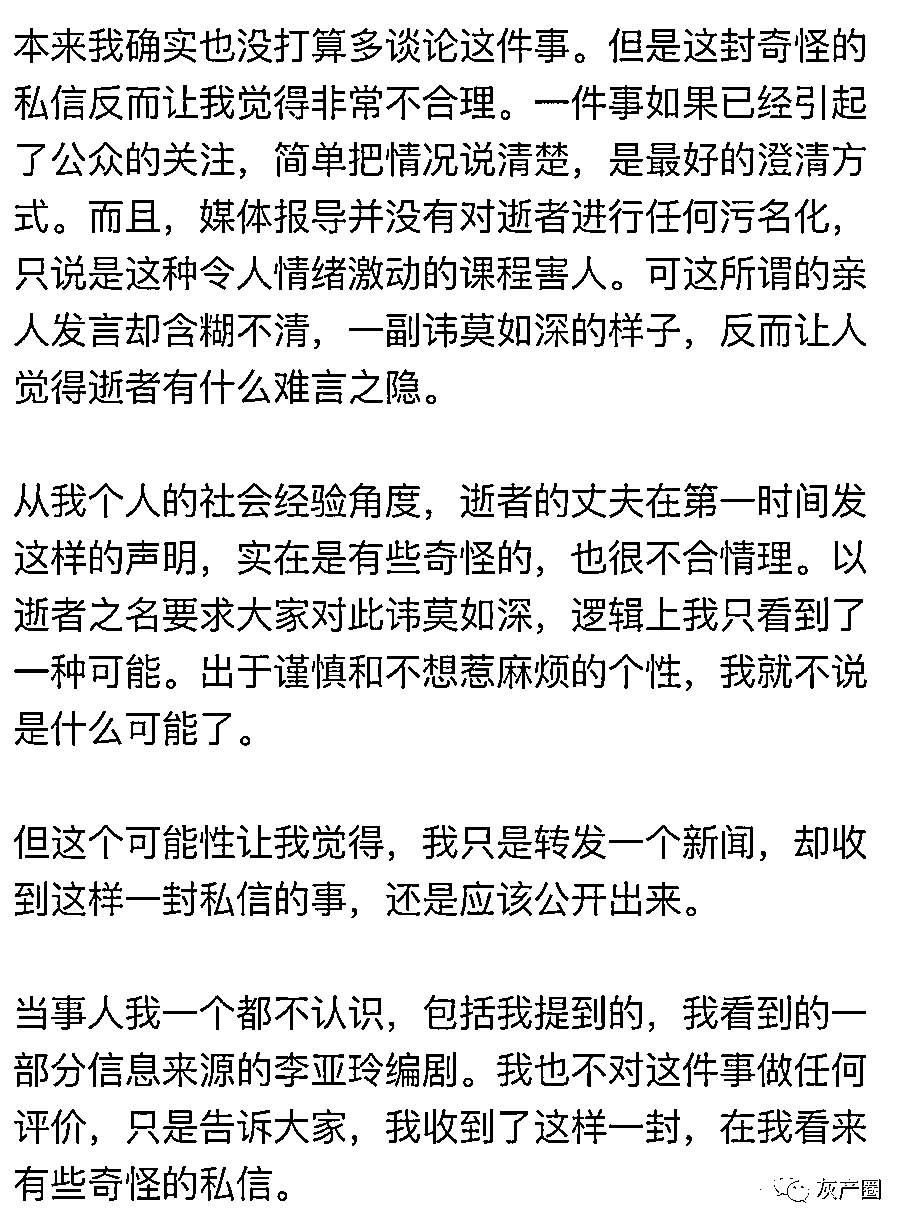 本来我确实也没打算多谈论这件事。但是这封奇怪的
私信反而让我觉得非常不合理。一件事如果已经引起
了公众的关注，简单把情况说清楚，是最好的澄清方
式。而且，媒体报导并没有对逝者进行任何污名化，
只说是这种令人情绪激动的课程害人。可这所谓的亲
人发言却含糊不清，一副讳莫如深的样子，反而让人
觉得逝者有什么难言之隐。
从我个人的社会经验角度，逝者的丈夫在第一时间发
这样的声明，实在是有些奇怪的，也很不合情理。以
逝者之名要求大家对此讳莫如深，逻辑上我只看到了
一种可能。出于谨慎和不想惹麻烦的个性，我就不说
是什么可能了。
但这个可能性让我觉得，我只是转发一个新闻，却收
到这样一封私信的事，还是应该公开出来。
当事人我一个都不认识，包括我提到的，我看到的一
部分信息来源的李亚玲编剧。我也不对这件事做任何
评价，只是告诉大家，我收到了这样一封，在我看来
有些奇怪的私信。
灰产圈